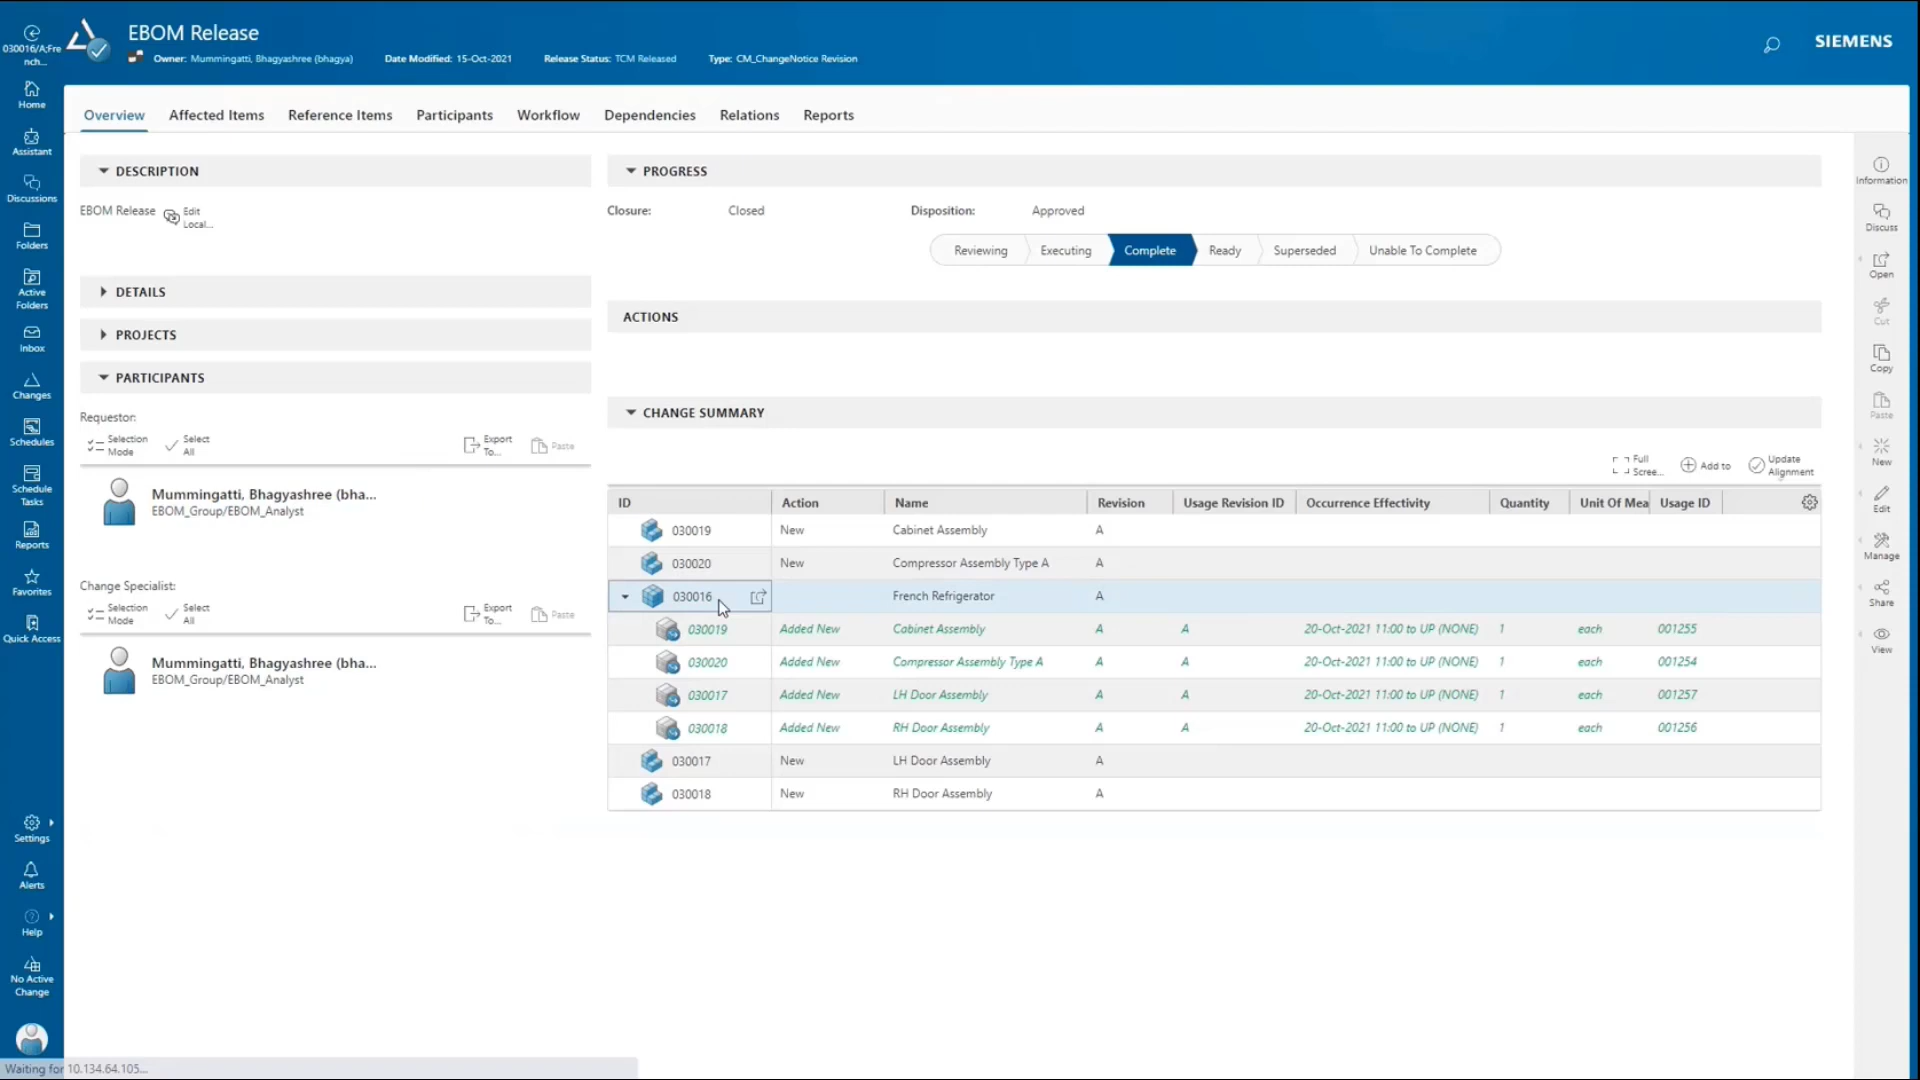 EBOM Release
Owner: Mummingatti, Bhagyashree (bhagya) Date Modified: 15-Oct-2021 Release Status: TCM Released Type: CM_ChangeNotice Revision
SIEMENS
030016/A;Fre
nch...
Home
Assistant
Discussions
Folders
Active
Folders
Inbox
Changes
Schedules
Schedule
Tasks
Reports
Favorites
Quick Access
Settings
Alerts
Help
No Active
Change
Overview Affected Items Reference Items Participants Workflow Dependencies Relations Reports
DESCRIPTION
EBOM Release
Edit
Local...
DETAILS
PROJECTS
PARTICIPANTS
Requestor:
Selection
Mode
Select
All
Export
To...
Paste
Mummingatti, Bhagyashree (bha...
EBOM_Group/EBOM_Analyst
Change Specialist:
Selection
Mode
Select
All
Export
To...
Paste
Mummingatti, Bhagyashree (bha...
EBOM_Group/EBOM_Analyst
PROGRESS
Closure: Closed Disposition: Approved
Reviewing Executing Complete Ready Superseded Unable To Complete
ACTIONS
CHANGE SUMMARY
Full
Scree...
Add to
Update
Alignment
ID Action Name Revision Usage Revision ID Occurrence Effectivity Quantity Unit Of Mea Usage ID
030019 New Cabinet Assembly A
030020 New Compressor Assembly Type A A
030016 French Refrigerator A
030019 Added New Cabinet Assembly A A 20-Oct-2021 11:00 to UP (NONE) 1 each 001255
030020 Added New Compressor Assembly Type A A A 20-Oct-2021 11:00 to UP (NONE) 1 each 001254
030017 Added New LH Door Assembly A A 20-Oct-2021 11:00 to UP (NONE) 1 each 001257
030018 Added New RH Door Assembly A A 20-Oct-2021 11:00 to UP (NONE) 1 each 001256
030017 New LH Door Assembly A
030018 New RH Door Assembly A
Information
Discuss
Open
Cut
Copy
Paste
New
Edit
Manage
Share
View
Waiting for 10.134.64.105...